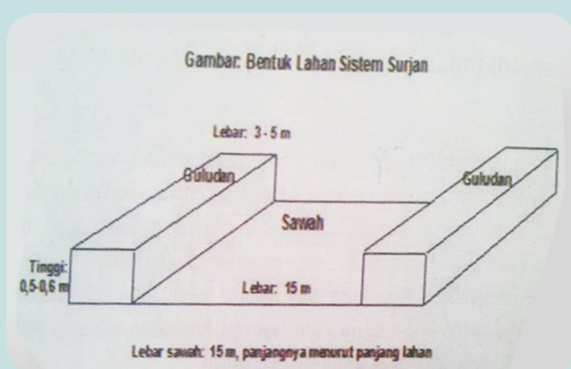 Gambar: Bentuk Lahan Sistem Surjan
Lebar: 3 - 5 m
Guludan
Guludan
Sawah
Tinggi:
0,5-0,6 m
Lebar: 15 m
Lebar sawah: 15 m, panjangnya menurut panjang lahan